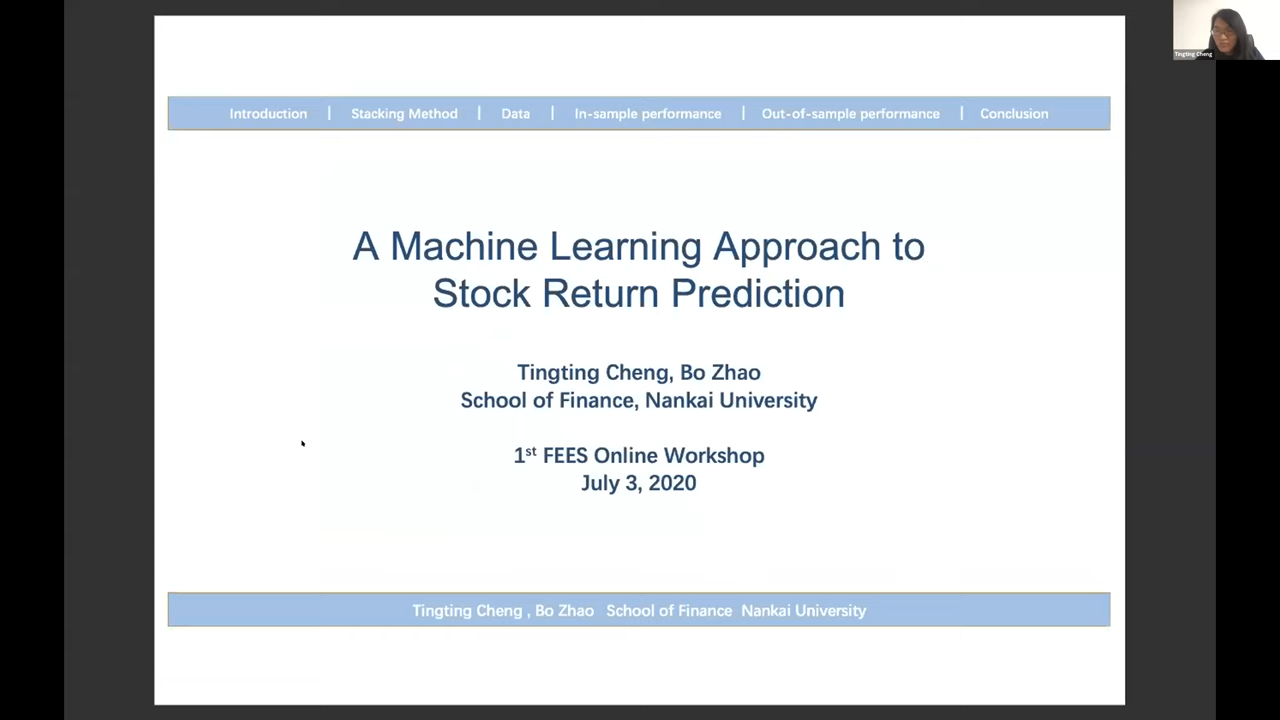 Tingting Cheng
Introduction | Stacking Method | Data | In-sample performance | Out-of-sample performance | Conclusion
A Machine Learning Approach to
Stock Return Prediction
Tingting Cheng, Bo Zhao
School of Finance, Nankai University
1st FEES Online Workshop
July 3, 2020
Tingting Cheng , Bo Zhao School of Finance Nankai University